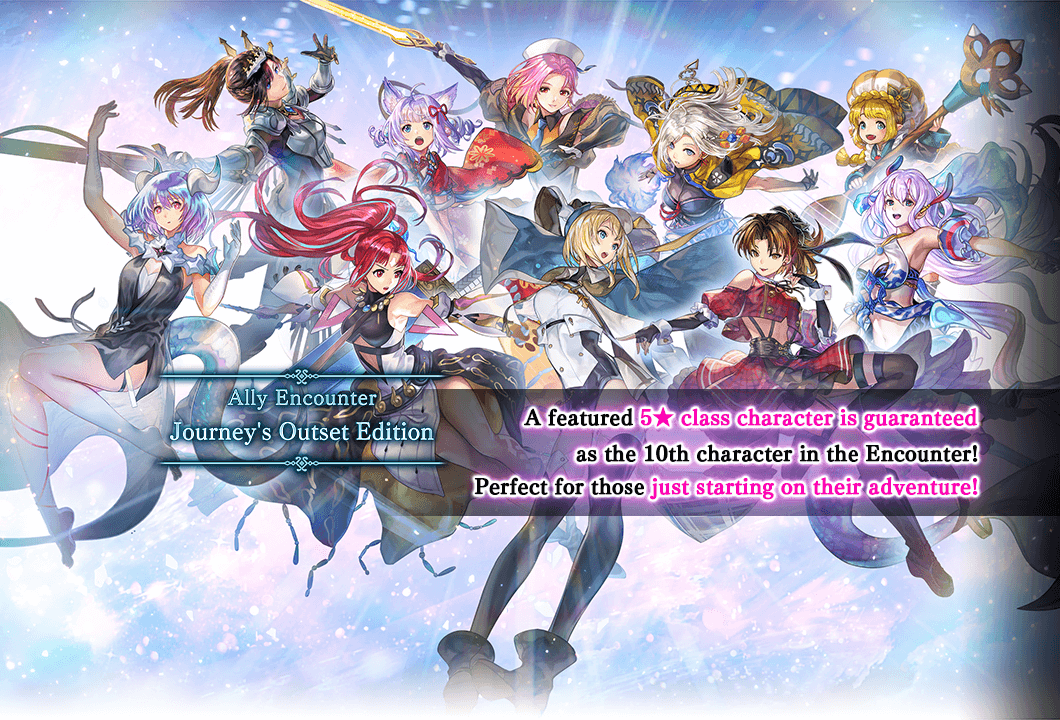 Ally Encounter
Journey's Outset Edition
A featured 5★ class character is guaranteed
as the 10th character in the Encounter!
Perfect for those just starting on their adventure!